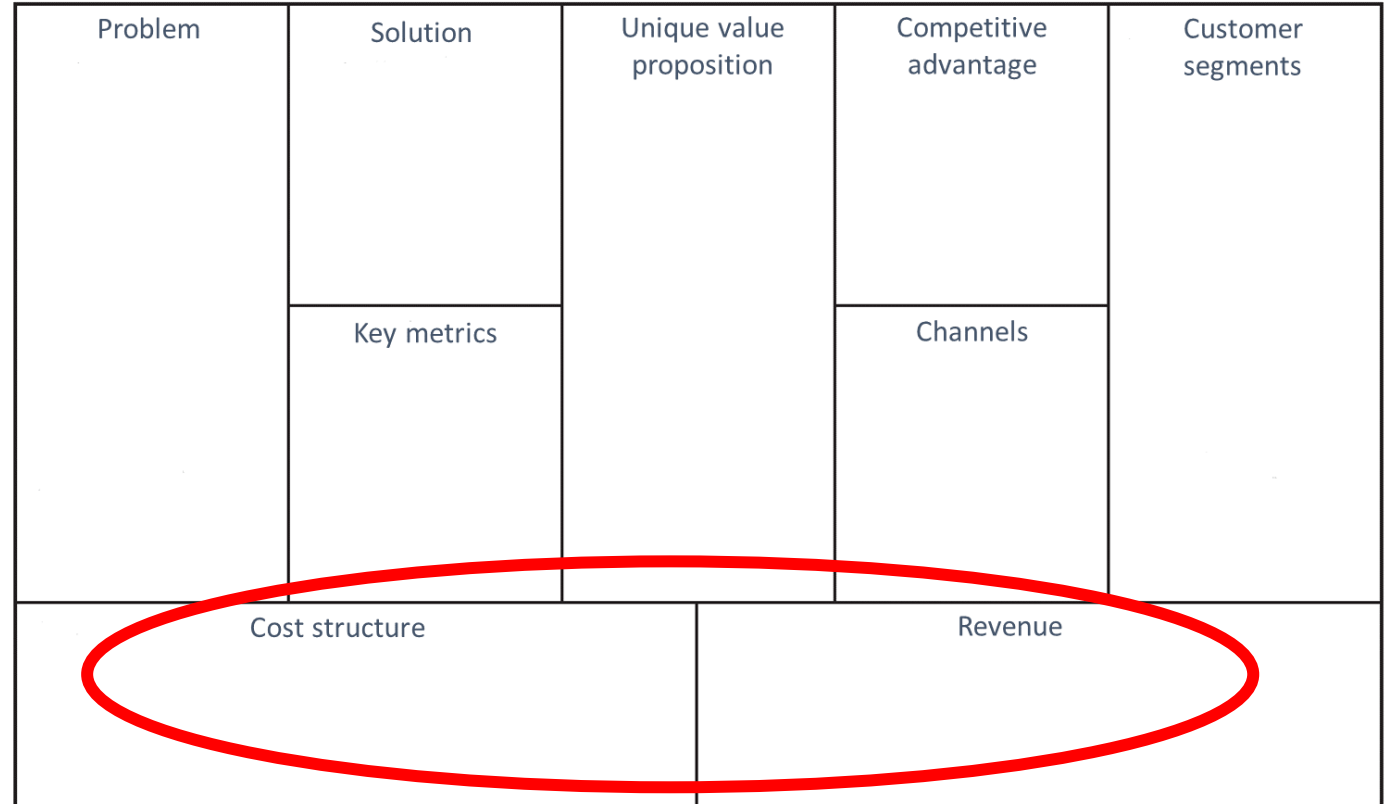 Problem
Solution
Unique value
proposition
Competitive
advantage
Customer
segments
Key metrics
Channels
Cost structure
Revenue